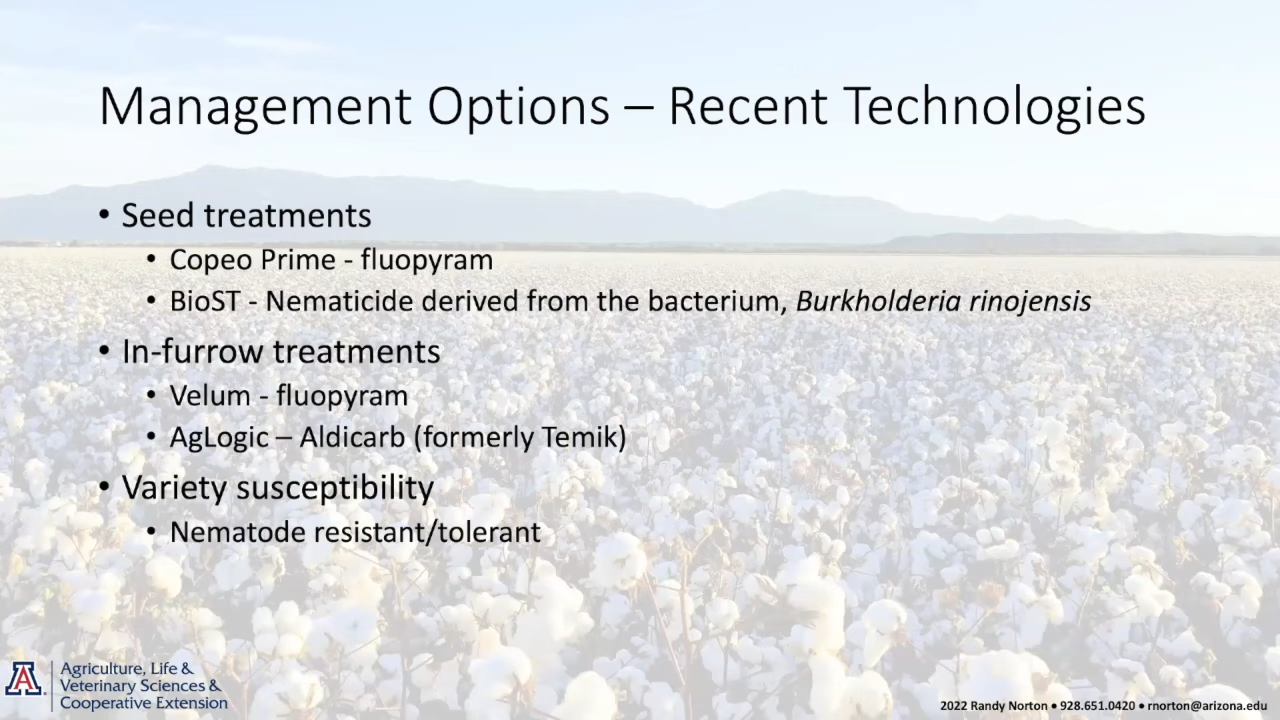 Management Options – Recent Technologies
• Seed treatments
• Copeo Prime - fluopyram
• BioST - Nematicide derived from the bacterium, Burkholderia rinojensis
• In-furrow treatments
• Velum - fluopyram
• AgLogic – Aldicarb (formerly Temik)
• Variety susceptibility
• Nematode resistant/tolerant
A
Agriculture, Life &
Veterinary Sciences &
Cooperative Extension
2022 Randy Norton • 928.651.0420 • rnorton@arizona.edu